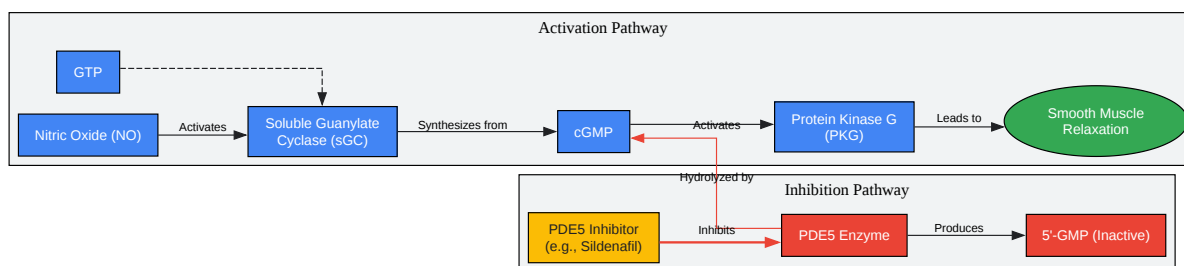 Activation Pathway
GTP
Nitric Oxide (NO)
Activates
Soluble Guanylate
Cyclase (sGC)
Synthesizes from
cGMP
Activates
Protein Kinase G
(PKG)
Leads to
Smooth Muscle
Relaxation
Hydrolyzed by
Inhibition Pathway
PDE5 Inhibitor
(e.g., Sildenafil)
Inhibits
PDE5 Enzyme
Produces
5'-GMP (Inactive)